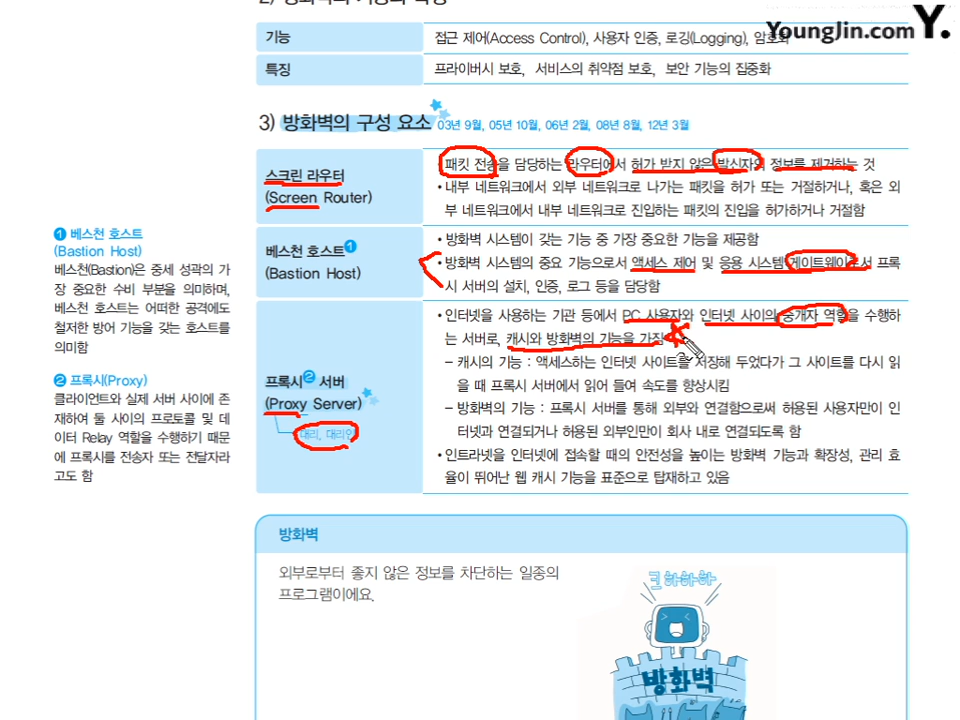 YoungJin.com Y.
기능
접근 제어(Access Control), 사용자 인증, 로깅(Logging), 암호화
특징
프라이버시 보호, 서비스의 취약점 보호, 보안 기능의 집중화
3) 방화벽의 구성 요소 03년 9월, 05년 10월, 06년 2월, 08년 8월, 12년 3월
스크린 라우터
(Screen Router)
• 패킷 전송을 담당하는 라우터에서 허가 받지 않은 발신자의 정보를 제거하는 것
• 내부 네트워크에서 외부 네트워크로 나가는 패킷을 허가 또는 거절하거나, 혹은 외
부 네트워크에서 내부 네트워크로 진입하는 패킷의 진입을 허가하거나 거절함
베스천 호스트❶
(Bastion Host)
• 방화벽 시스템이 갖는 기능 중 가장 중요한 기능을 제공함
• 방화벽 시스템의 중요 기능으로서 액세스 제어 및 응용 시스템 게이트웨이로서 프록
시 서버의 설치, 인증, 로그 등을 담당함
프록시❷ 서버
(Proxy Server)
대리, 대리인
• 인터넷을 사용하는 기관 등에서 PC 사용자와 인터넷 사이의 중개자 역할을 수행하
는 서버로, 캐시와 방화벽의 기능을 가짐
– 캐시의 기능 : 액세스하는 인터넷 사이트를 저장해 두었다가 그 사이트를 다시 읽
을 때 프록시 서버에서 읽어 들여 속도를 향상시킴
– 방화벽의 기능 : 프록시 서버를 통해 외부와 연결함으로써 허용된 사용자만이 인
터넷과 연결되거나 허용된 외부인만이 회사 내로 연결되도록 함
• 인트라넷을 인터넷에 접속할 때의 안전성을 높이는 방화벽 기능과 확장성, 관리 효
율이 뛰어난 웹 캐시 기능을 표준으로 탑재하고 있음
❶ 베스천 호스트
(Bastion Host)
베스천(Bastion)은 중세 성곽의 가
장 중요한 수비 부분을 의미하며,
베스천 호스트는 어떠한 공격에도
철저한 방어 기능을 갖는 호스트를
의미함
❷ 프록시(Proxy)
클라이언트와 실제 서버 사이에 존
재하여 둘 사이의 프로토콜 및 데
이터 Relay 역할을 수행하기 때문
에 프록시를 전송자 또는 전달자라
고도 함
방화벽
외부로부터 좋지 않은 정보를 차단하는 일종의
프로그램이에요.
크하하하
방화벽